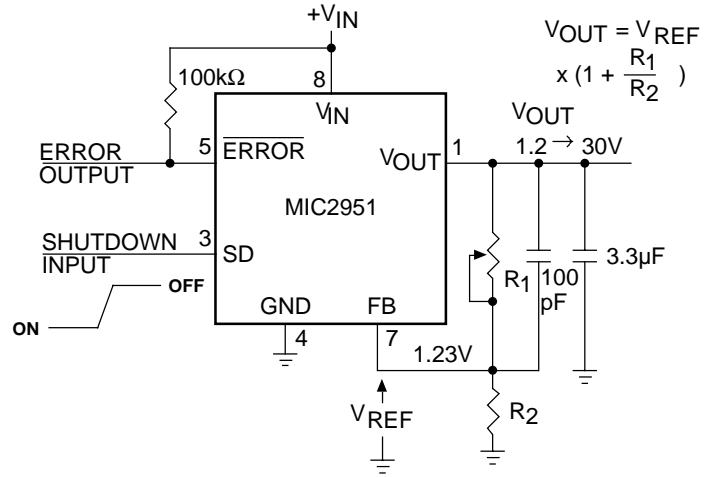 +VIN
VOUT = VREF
x (1 + R1
R2 )
100kΩ
8
VIN
VOUT
1.2 → 30V
ERROR
OUTPUT
5
ERROR
VOUT
1
MIC2951
SHUTDOWN
INPUT
3
SD
R1
100
pF
3.3µF
OFF
ON
GND
FB
4
7
1.23V
VREF
R2